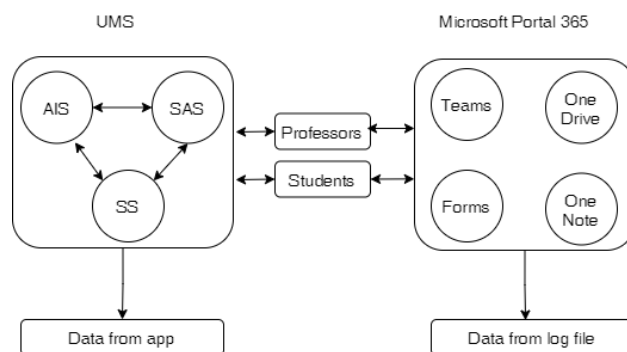 UMS
Microsoft Portal 365
AIS
SAS
SS
Professors
Students
Teams
One
Drive
Forms
One
Note
Data from app
Data from log file